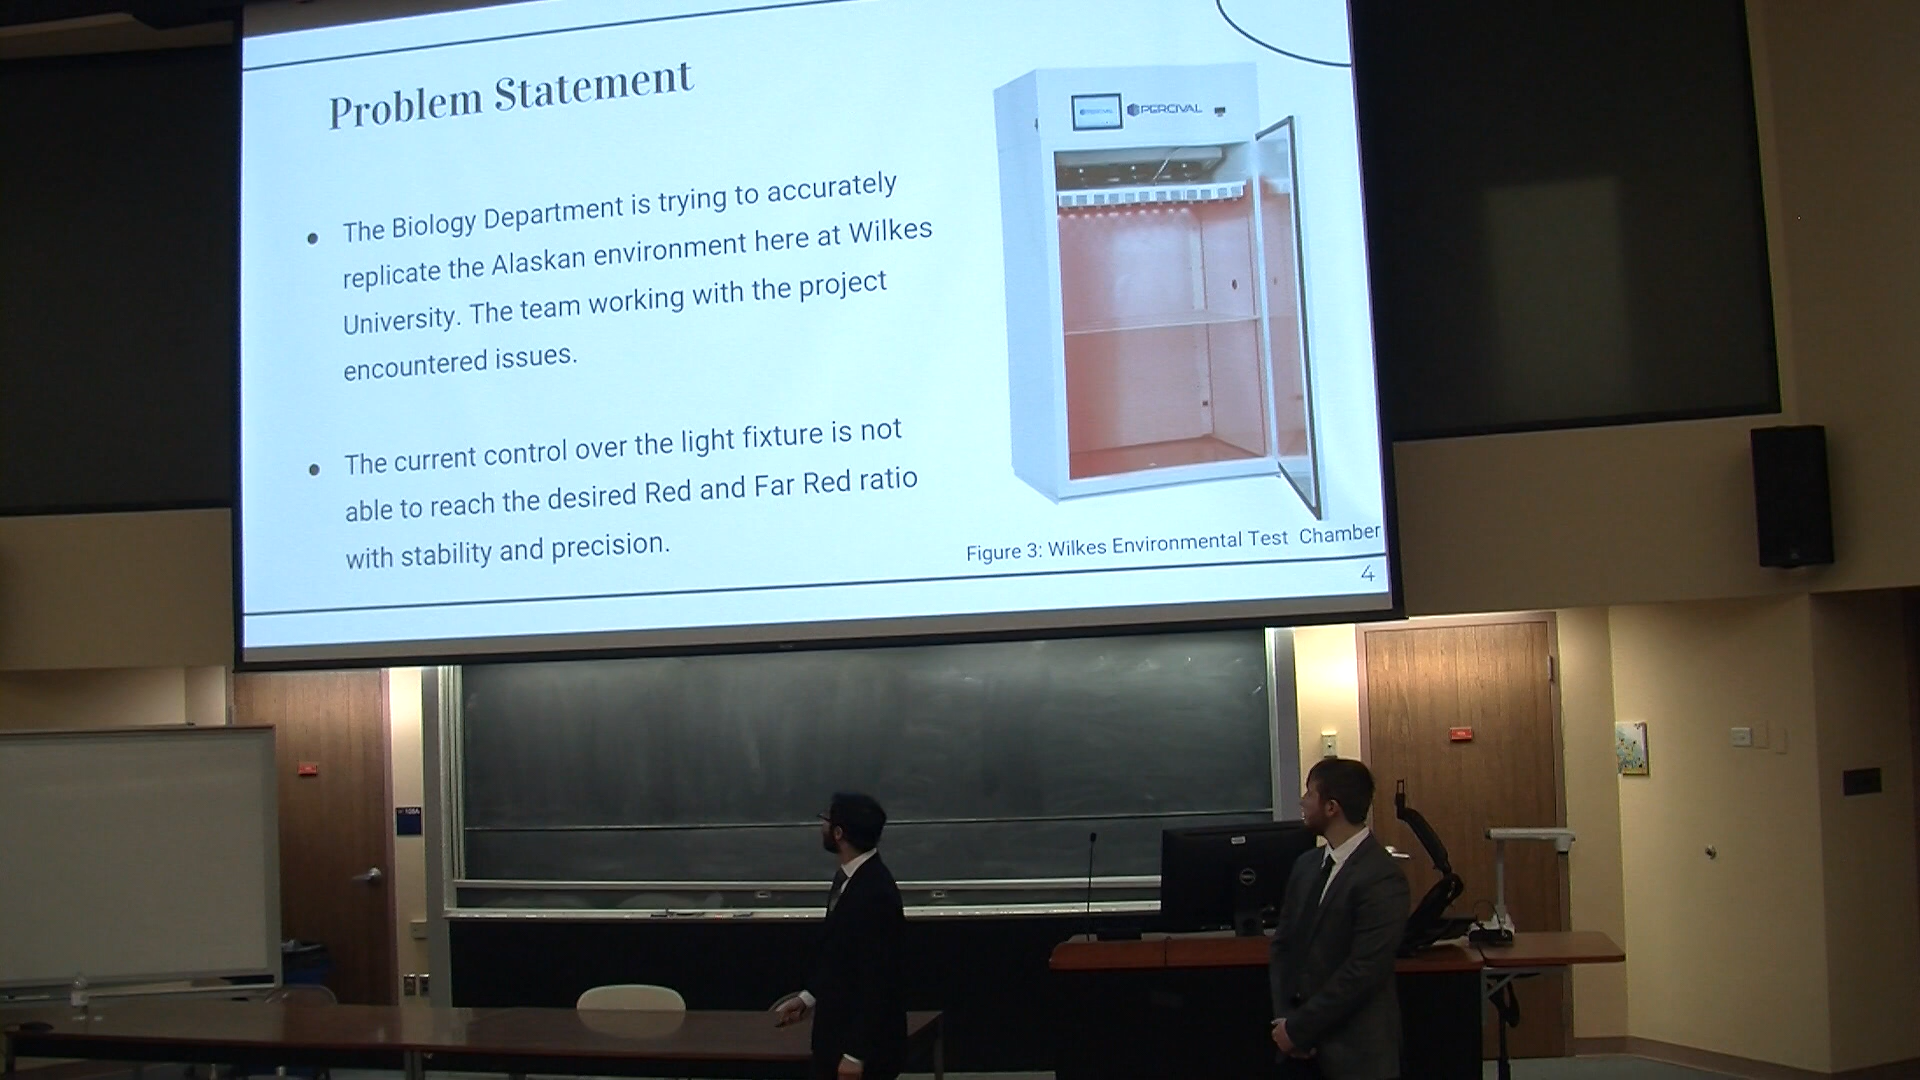 Problem Statement
PERCIVAL
PERCIVAL
The Biology Department is trying to accurately
replicate the Alaskan environment here at Wilkes
University. The team working with the project
encountered issues.
The current control over the light fixture is not
able to reach the desired Red and Far Red ratio
with stability and precision.
Figure 3: Wilkes Environmental Test Chamber
4
DELL